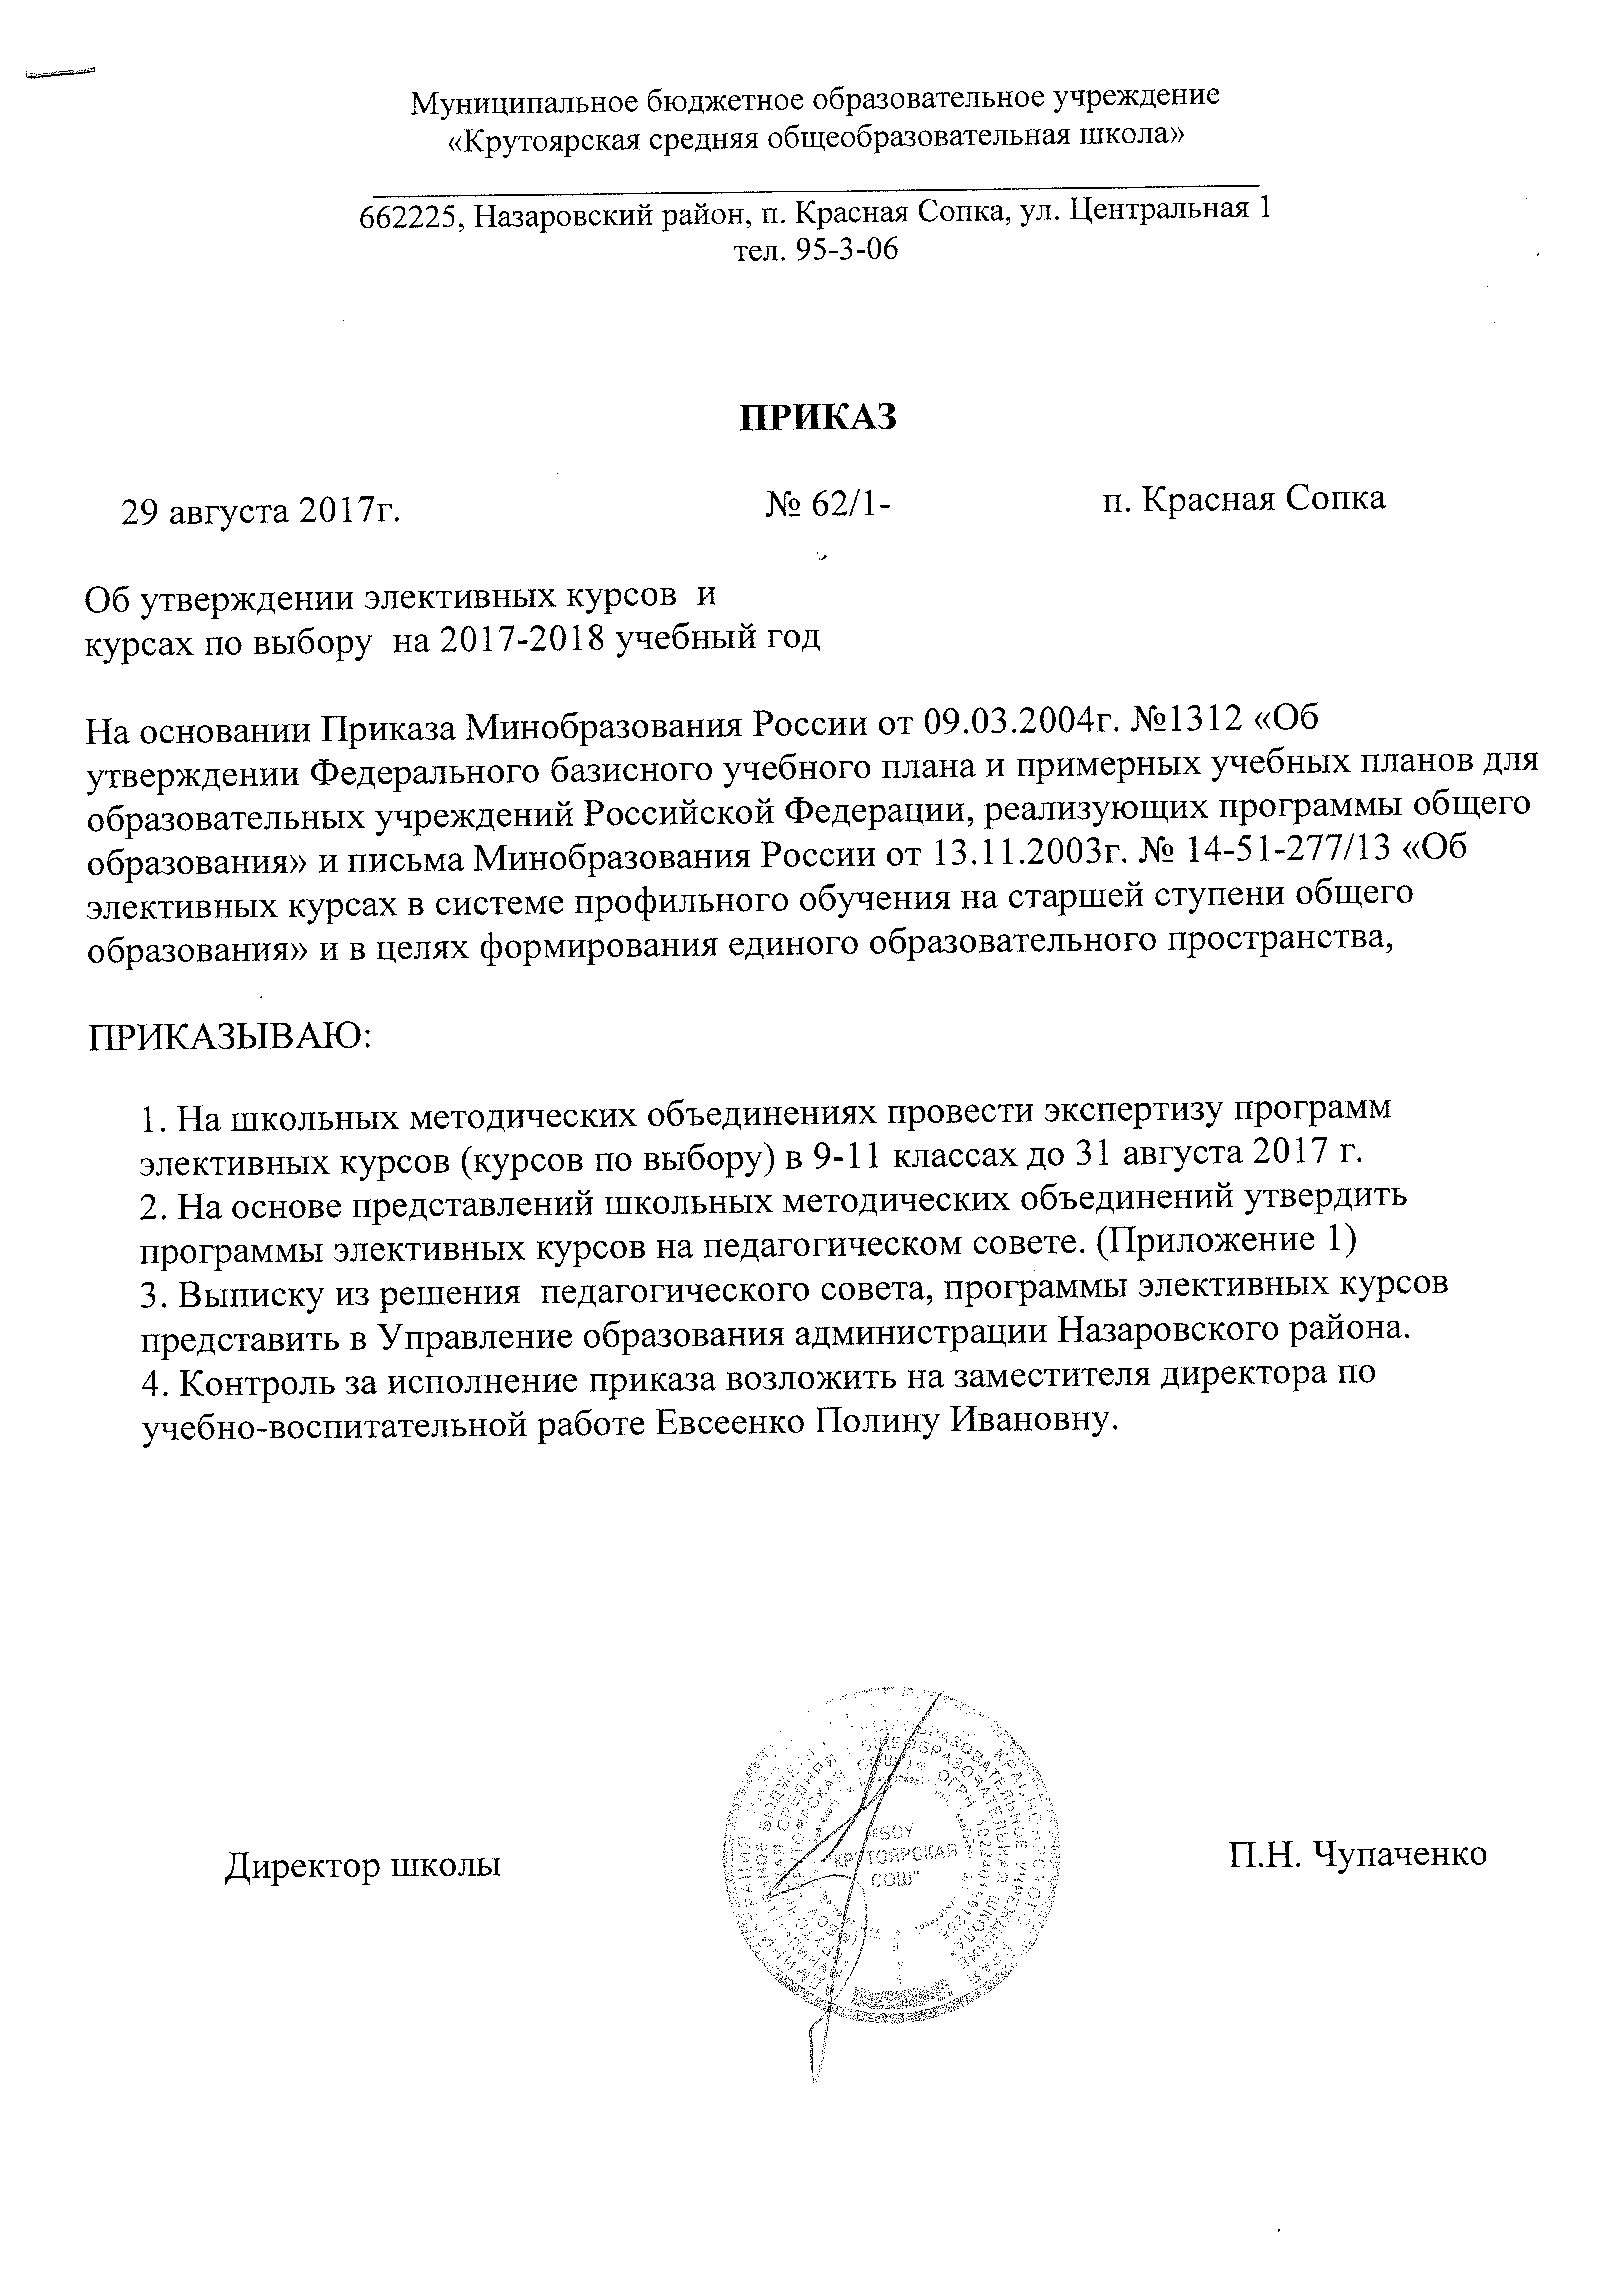 Муниципальное бюджетное образовательное учреждение
«Крутоярская средняя общеобразовательная школа»
662225, Назаровский район, п. Красная Сопка, ул. Центральная 1
тел. 95-3-06
ПРИКАЗ
29 августа 2017г. № 62/1- п. Красная Сопка
Об утверждении элективных курсов и
курсах по выбору на 2017-2018 учебный год
На основании Приказа Минобразования России от 09.03.2004г. №1312 «Об
утверждении Федерального базисного учебного плана и примерных учебных планов для
образовательных учреждений Российской Федерации, реализующих программы общего
образования» и письма Минобразования России от 13.11.2003г. № 14-51-277/13 «Об
элективных курсах в системе профильного обучения на старшей ступени общего
образования» и в целях формирования единого образовательного пространства,
ПРИКАЗЫВАЮ:
1. На школьных методических объединениях провести экспертизу программ
элективных курсов (курсов по выбору) в 9-11 классах до 31 августа 2017 г.
2. На основе представлений школьных методических объединений утвердить
программы элективных курсов на педагогическом совете. (Приложение 1)
3. Выписку из решения педагогического совета, программы элективных курсов
представить в Управление образования администрации Назаровского района.
4. Контроль за исполнение приказа возложить на заместителя директора по
учебно-воспитательной работе Евсеенко Полину Ивановну.
Директор школы П.Н. Чупаченко
КРУТОЯРСКАЯ
СОШ"